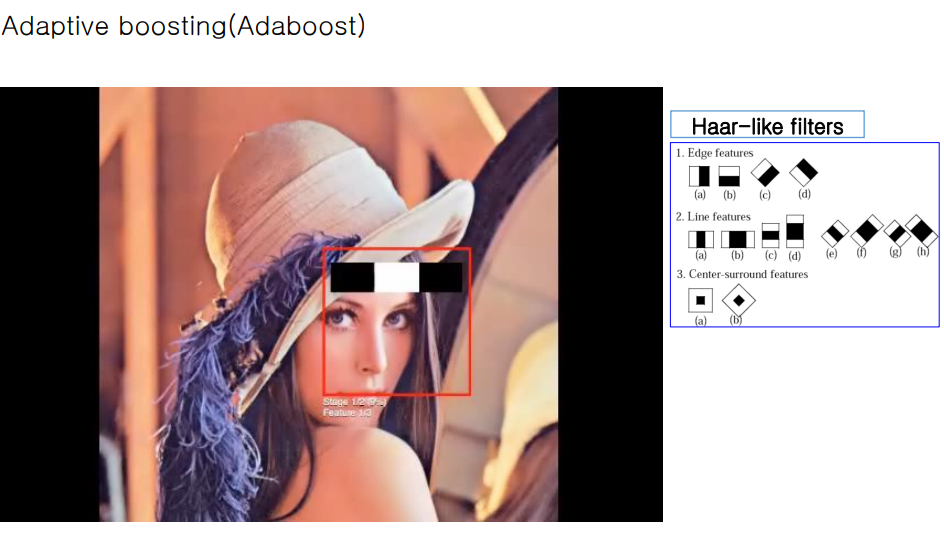 Adaptive boosting(Adaboost)
Haar-like filters
1. Edge features
(a) (b) (c) (d)
2. Line features
(a) (b) (c) (d) (e) (f) (g) (h)
3. Center-surround features
(a) (b)
Stage 1/2 (9%)
Feature 1/3